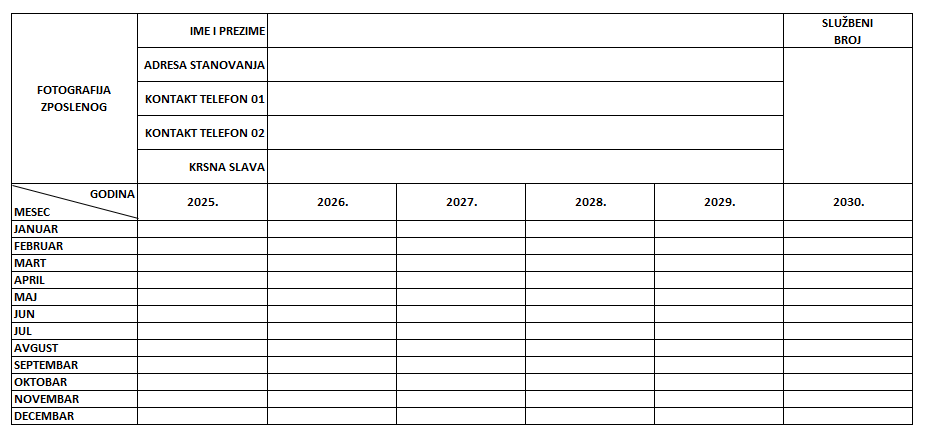 IME I PREZIME
SLUŽBENI
BROJ
FOTOGRAFIJA
ZPOSLENOG
ADRESA STANOVANJA
KONTAKT TELEFON 01
KONTAKT TELEFON 02
KRSNA SLAVA
GODINA
MESEC
2025. 2026. 2027. 2028. 2029. 2030.
JANUAR
FEBRUAR
MART
APRIL
MAJ
JUN
JUL
AVGUST
SEPTEMBAR
OKTOBAR
NOVEMBAR
DECEMBAR